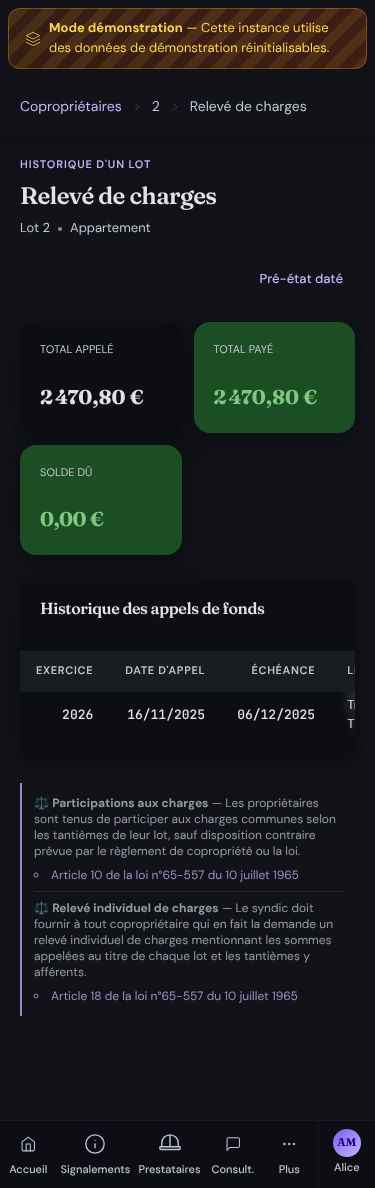 Mode démonstration — Cette instance utilise
des données de démonstration réinitialisables.
Copropriétaires > 2 > Relevé de charges
HISTORIQUE D'UN LOT
Relevé de charges
Lot 2 • Appartement
Pré-état daté
TOTAL APPELÉ
2 470,80 €
TOTAL PAYÉ
2 470,80 €
SOLDE DÛ
0,00 €
Historique des appels de fonds
EXERCICE DATE D'APPEL ÉCHÉANCE
2026 16/11/2025 06/12/2025
⚖️ Participations aux charges — Les propriétaires
sont tenus de participer aux charges communes selon
les tantièmes de leur lot, sauf disposition contraire
prévue par le règlement de copropriété ou la loi.
Article 10 de la loi n°65-557 du 10 juillet 1965
⚖️ Relevé individuel de charges — Le syndic doit
fournir à tout copropriétaire qui en fait la demande un
relevé individuel de charges mentionnant les sommes
appelées au titre de chaque lot et les tantièmes y
afférents.
Article 18 de la loi n°65-557 du 10 juillet 1965
AM
Accueil Signalements Prestataires Consult. Plus Alice